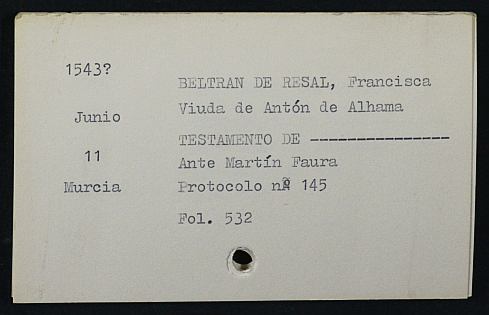 1543?
BELTRAN DE RESAL, Francisca
Junio
Viuda de Antón de Alhama
TESTAMENTO DE ---------------
11
Ante Martín Faura
Murcia
Protocolo nº 145
Fol. 532